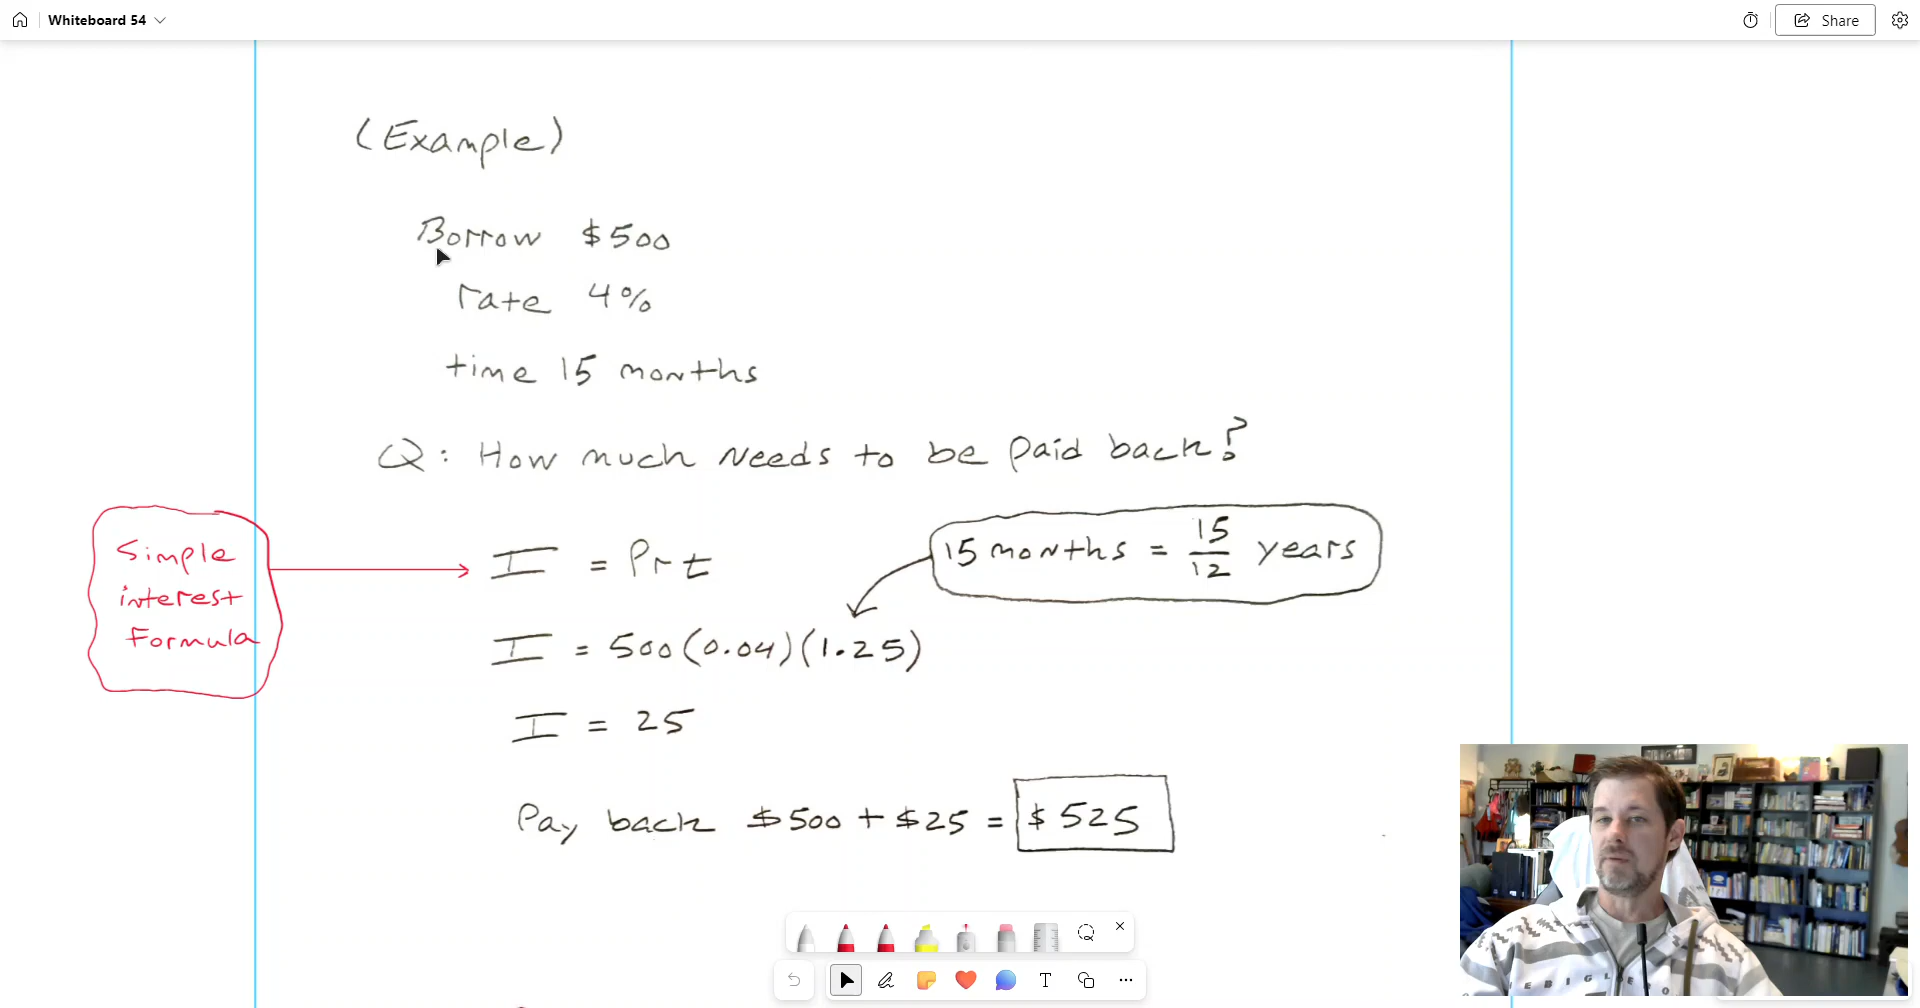 Whiteboard 54
Share
(Example)
Borrow $500
rate 4%
time 15 months
Q: How much needs to be paid back?
Simple
interest
formula
I = Prt
15 months = 15/12 years
I = 500(0.04)(1.25)
I = 25
Pay back $500 + $25 = $525
T